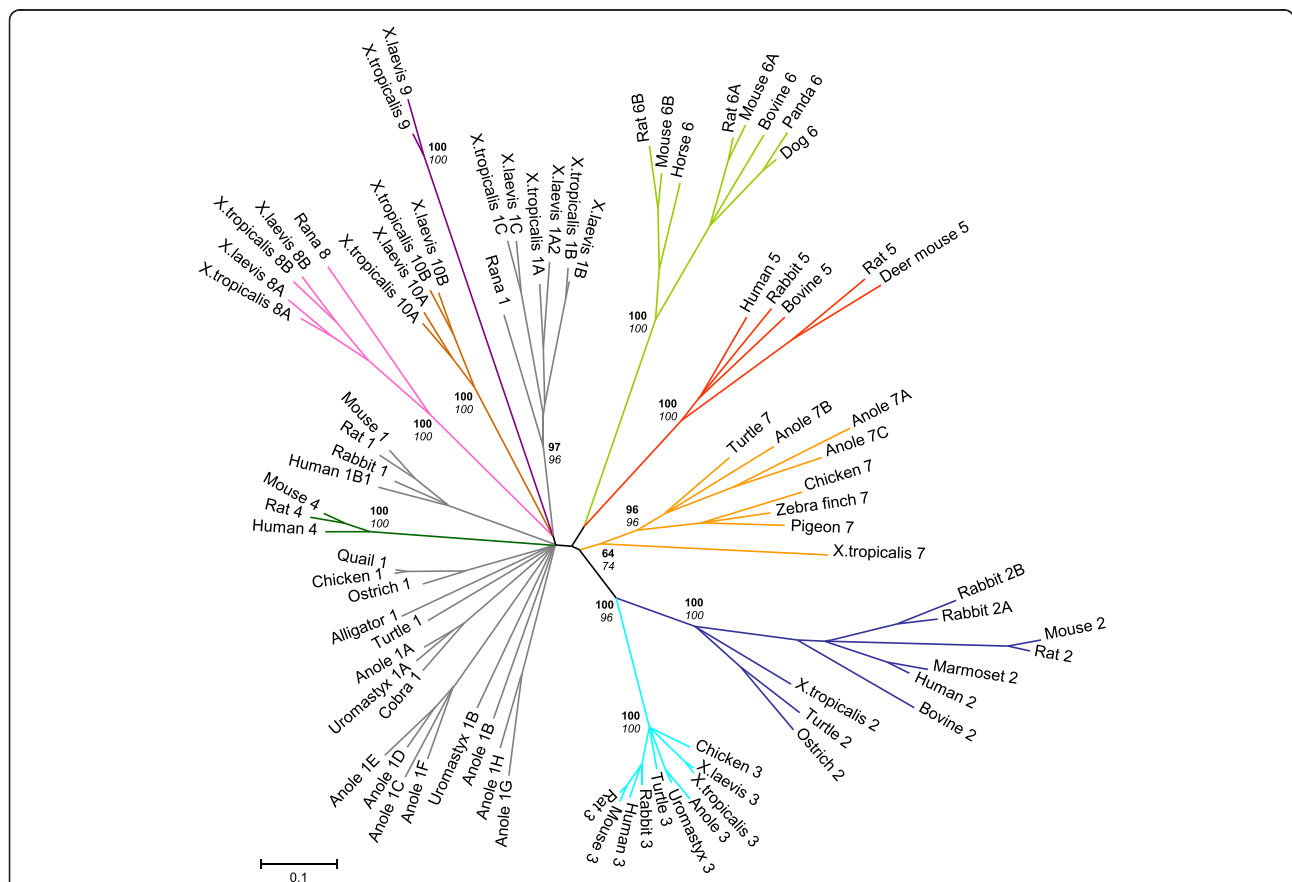 X.laevis 9
X.tropicalis 9
100
100
X.tropicalis 1C
X.laevis 1C
Rana 1
X.tropicalis 1A
X.laevis 1A2
X.tropicalis 1B
X.laevis 1B
97
96
Rat 6B
Mouse 6B
Horse 6
Rat 6A
Mouse 6A
Bovine 6
Panda 6
Dog 6
100
100
Human 5
Rabbit 5
Bovine 5
Rat 5
Deer mouse 5
100
100
Turtle 7
Anole 7B
Anole 7A
Anole 7C
Chicken 7
Zebra finch 7
Pigeon 7
X.tropicalis 7
96
96
64
74
Rabbit 2B
Rabbit 2A
Mouse 2
Rat 2
Marmoset 2
Human 2
Bovine 2
X.tropicalis 2
Turtle 2
Ostrich 2
100
100
100
96
Chicken 3
X.laevis 3
X.tropicalis 3
Anole 3
Uromastyx 3
Turtle 3
Rabbit 3
Human 3
Mouse 3
Rat 3
100
100
Anole 1G
Anole 1H
Anole 1B
Uromastyx 1B
Anole 1F
Anole 1C
Anole 1D
Anole 1E
Cobra 1
Uromastyx 1A
Anole 1A
Turtle 1
Alligator 1
Ostrich 1
Chicken 1
Quail 1
Human 4
Rat 4
Mouse 4
100
100
Human 1B1
Rabbit 1
Rat 1
Mouse 1
X.tropicalis 8A
X.laevis 8A
X.tropicalis 8B
X.laevis 8B
Rana 8
100
100
X.tropicalis 10A
X.laevis 10A
X.tropicalis 10B
X.laevis 10B
100
100
0.1